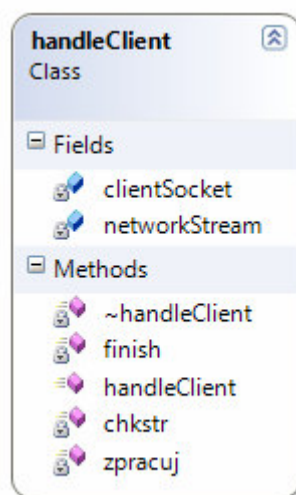 handleClient
Class
Fields
clientSocket
networkStream
Methods
~handleClient
finish
handleClient
chkstr
zpracuj